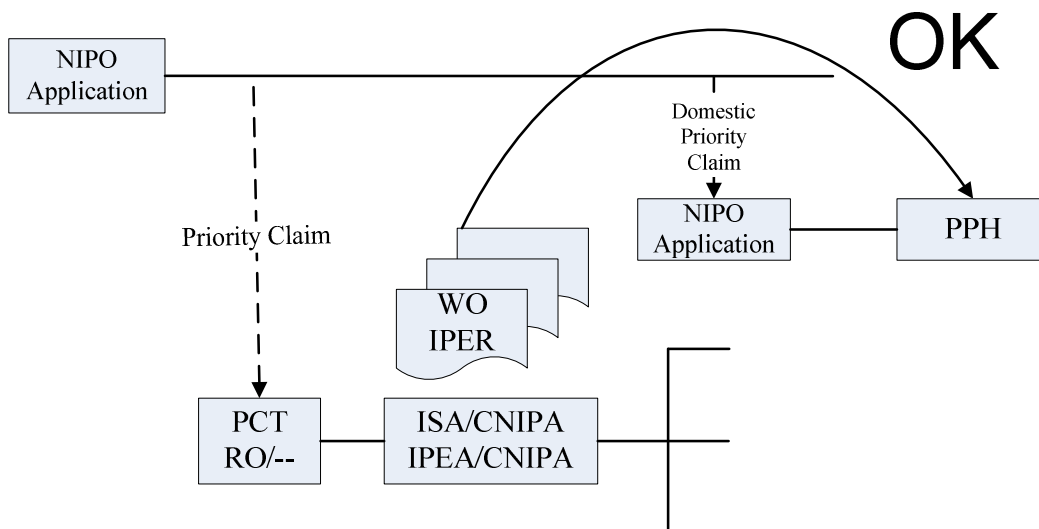 OK
NIPO
Application
Domestic
Priority
Claim
NIPO
Application
PPH
Priority Claim
WO
IPER
PCT
RO/--
ISA/CNIPA
IPEA/CNIPA